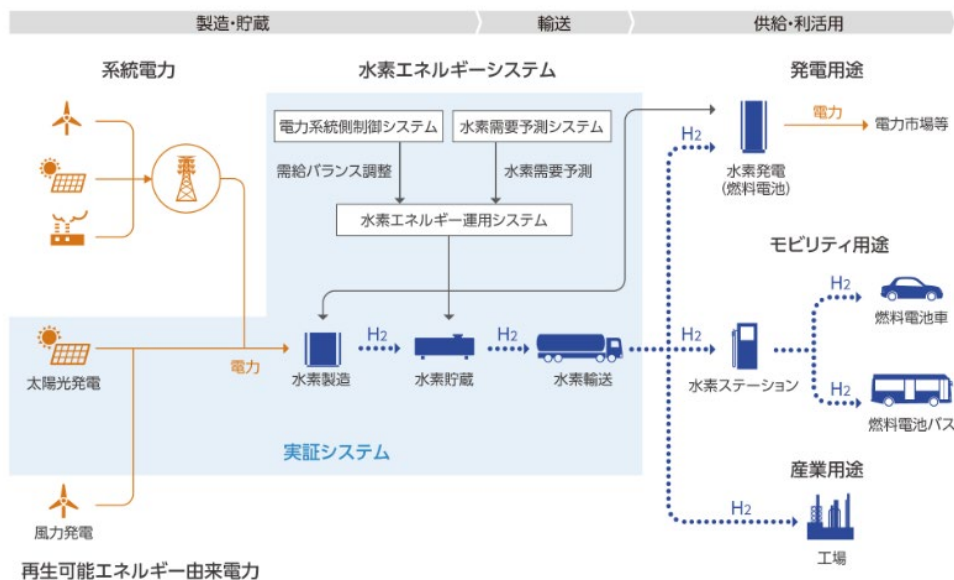 製造・貯蔵
輸送
供給・利活用
系統電力
水素エネルギーシステム
発電用途
電力系統側制御システム
水素需要予測システム
需給バランス調整
水素需要予測
水素エネルギー運用システム
H2
電力
電力市場等
水素発電
(燃料電池)
モビリティ用途
H2
燃料電池車
太陽光発電
電力
水素製造
H2
水素貯蔵
H2
水素輸送
H2
水素ステーション
H2
燃料電池バス
実証システム
産業用途
H2
工場
風力発電
再生可能エネルギー由来電力